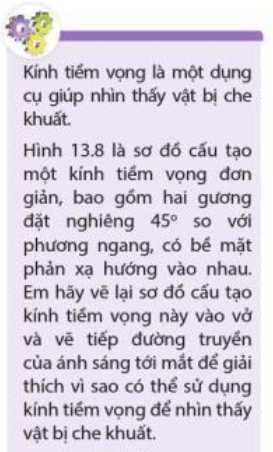 Kính tiềm vọng là một dụng
cụ giúp nhìn thấy vật bị che
khuất.
Hình 13.8 là sơ đồ cấu tạo
một kính tiềm vọng đơn
giản, bao gồm hai gương
đặt nghiêng 45º so với
phương ngang, có bề mặt
phản xạ hướng vào nhau.
Em hãy vẽ lại sơ đồ cấu tạo
kính tiềm vọng này vào vở
và vẽ tiếp đường truyền
của ánh sáng tới mắt để giải
thích vì sao có thể sử dụng
kính tiềm vọng để nhìn thấy
vật bị che khuất.